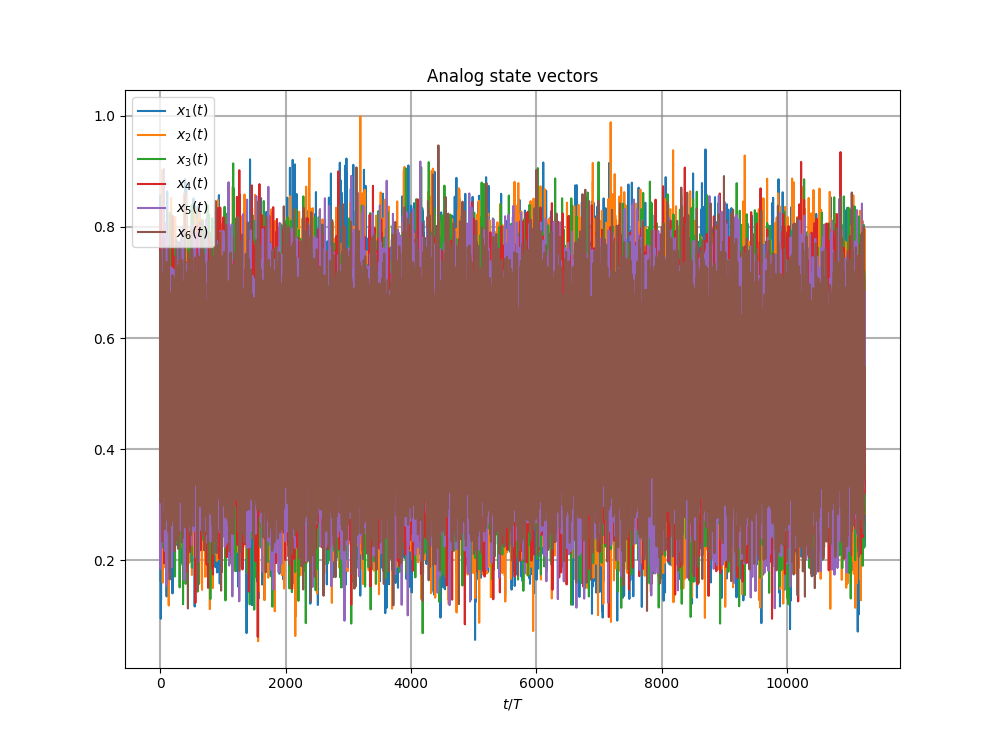 Analog state vectors
1.0
0.8
0.6
0.4
0.2
x₁(t)
x₂(t)
x₃(t)
x₄(t)
x₅(t)
x₆(t)
0 2000 4000 6000 8000 10000
t/T